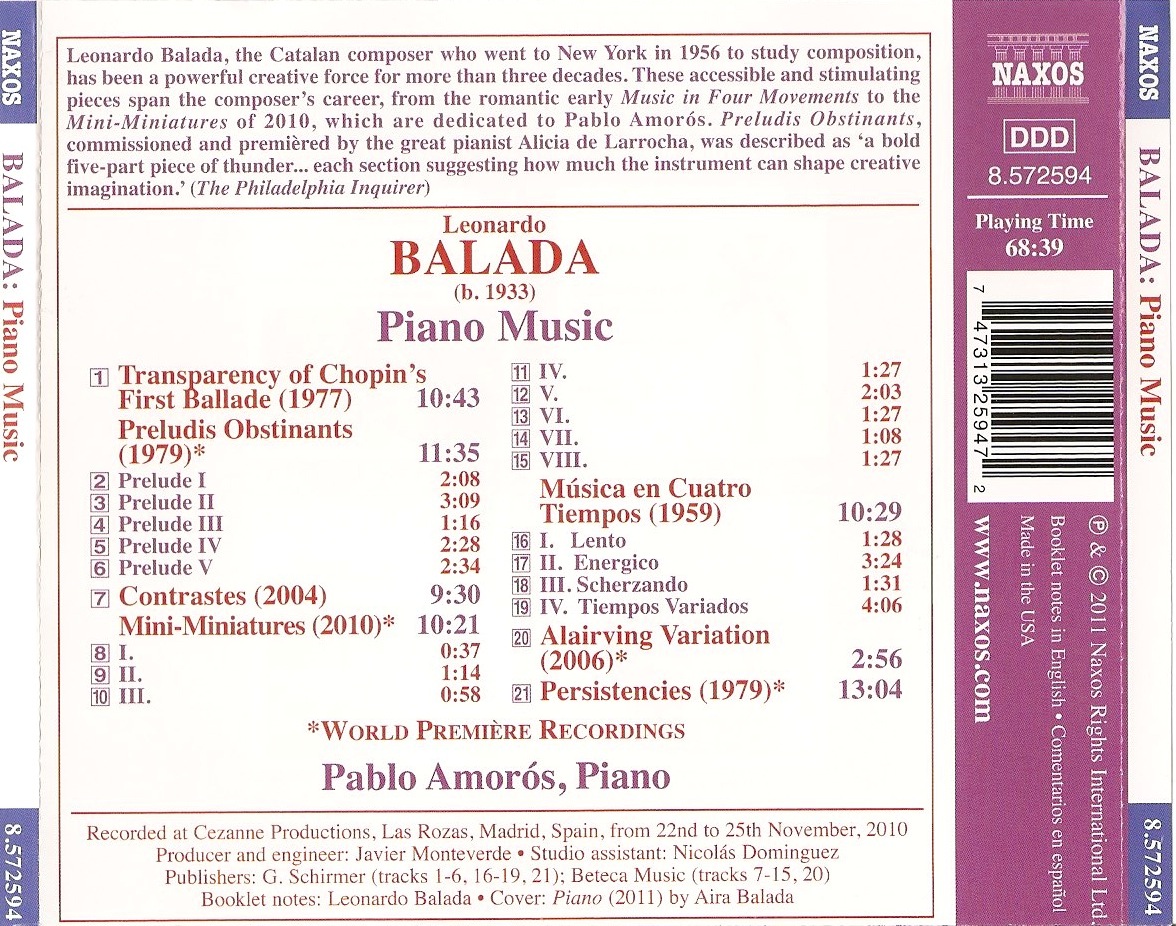 NAXOS
BALADA: Piano Music
8.572594
Leonardo Balada, the Catalan composer who went to New York in 1956 to study composition,
has been a powerful creative force for more than three decades. These accessible and stimulating
pieces span the composer's career, from the romantic early Music in Four Movements to the
Mini-Miniatures of 2010, which are dedicated to Pablo Amorós. Preludis Obstinants,
commissioned and premièred by the great pianist Alicia de Larrocha, was described as ‘a bold
five-part piece of thunder... each section suggesting how much the instrument can shape creative
imagination.’ (The Philadelphia Inquirer)
Leonardo
BALADA
(b. 1933)
Piano Music
1 Transparency of Chopin's
First Ballade (1977) 10:43
Preludis Obstinants
(1979)* 11:35
2 Prelude I 2:08
3 Prelude II 3:09
4 Prelude III 1:16
5 Prelude IV 2:28
6 Prelude V 2:34
7 Contrastes (2004) 9:30
Mini-Miniatures (2010)* 10:21
8 I. 0:37
9 II. 1:14
10 III. 0:58
11 IV. 1:27
12 V. 2:03
13 VI. 1:27
14 VII. 1:08
15 VIII. 1:27
Música en Cuatro
Tiempos (1959) 10:29
16 I. Lento 1:28
17 II. Energico 3:24
18 III. Scherzando 1:31
19 IV. Tiempos Variados 4:06
20 Alairving Variation
(2006)* 2:56
21 Persistencies (1979)* 13:04
*WORLD PREMIÈRE RECORDINGS
Pablo Amorós, Piano
Recorded at Cezanne Productions, Las Rozas, Madrid, Spain, from 22nd to 25th November, 2010
Producer and engineer: Javier Monteverde • Studio assistant: Nicolás Dominguez
Publishers: G. Schirmer (tracks 1-6, 16-19, 21); Beteca Music (tracks 7-15, 20)
Booklet notes: Leonardo Balada • Cover: Piano (2011) by Aira Balada
NAXOS
DDD
8.572594
Playing Time
68:39
7 47313 25947 2
℗ & © 2011 Naxos Rights International Ltd.
Booklet notes in English • Comentarios en español
Made in the USA
www.naxos.com
NAXOS
BALADA: Piano Music
8.572594